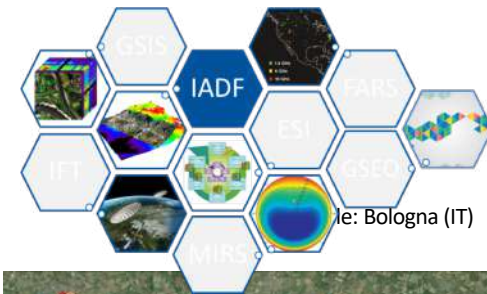 GSIS
IADF
FARS
ESI
IFT
GSEO
le: Bologna (IT)
MIRS